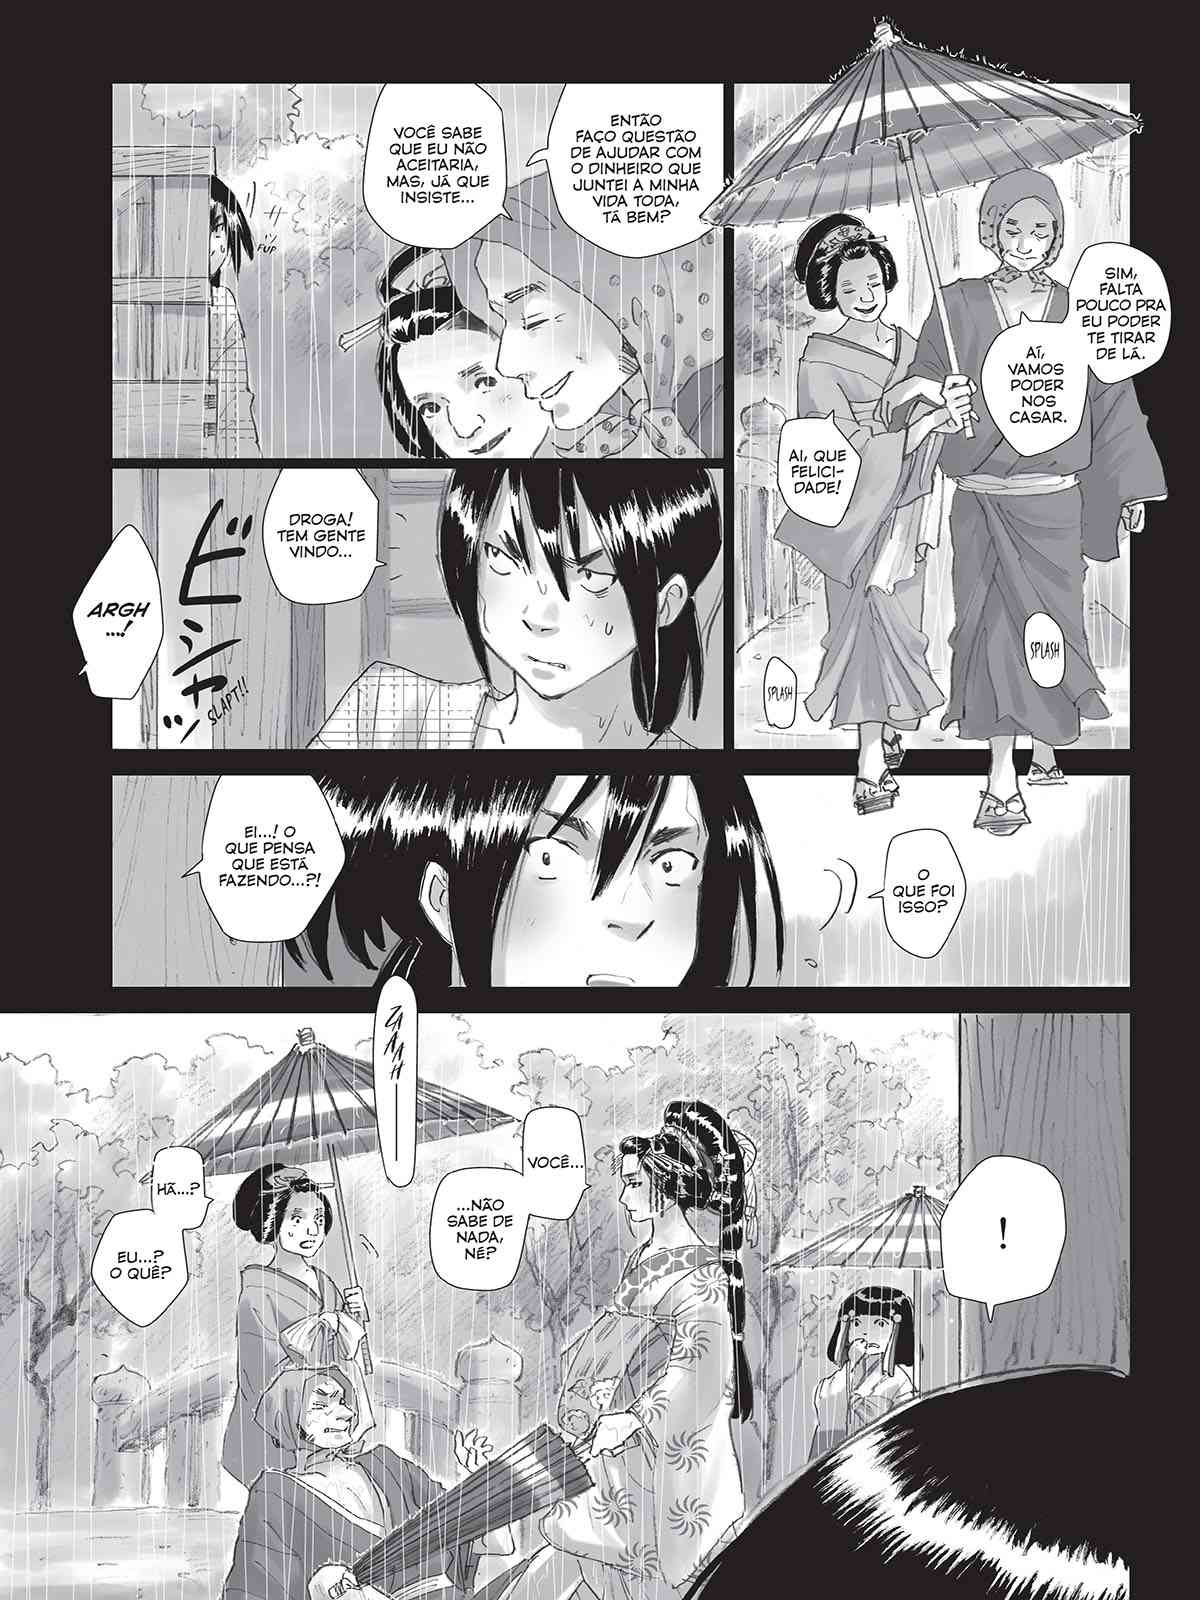 SIM,
FALTA
POUCO PRA
EU PODER
TE TIRAR
DE LÁ.
AÍ,
VAMOS
PODER
NOS
CASAR.
AI, QUE
FELICI-
DADE!
SPLASH
SPLASH
ENTÃO
FAÇO QUESTÃO
DE AJUDAR COM
O DINHEIRO QUE
JUNTEI A MINHA
VIDA TODA,
TÁ BEM?
VOCÊ SABE
QUE EU NÃO
ACEITARIA,
MAS, JÁ QUE
INSISTE...
FUP
DROGA!
TEM GENTE
VINDO...
ビシャッ
SLAPT!!
ARGH
...!
O
QUE FOI
ISSO?
EI...! O
QUE PENSA
QUE ESTÁ
FAZENDO...?!
!
VOCÊ...
...NÃO
SABE DE
NADA,
NÉ?
HÃ...?
EU...?
O QUÊ?